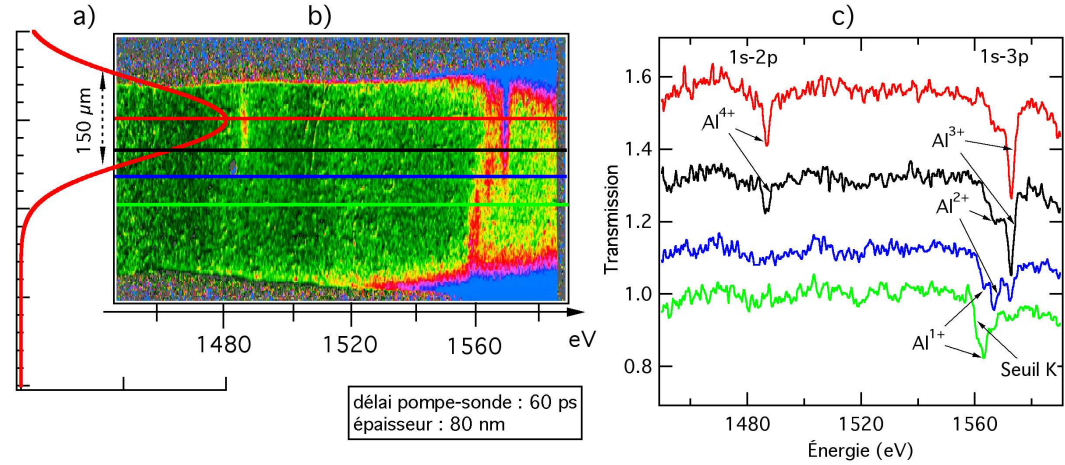 a)
b)
c)
150 µm
1480
1520
1560
eV
délai pompe-sonde : 60 ps
épaisseur : 80 nm
1s-2p
1s-3p
Al4+
Al3+
Al2+
Al1+
Seuil K
Transmission
1.6
1.4
1.2
1.0
0.8
1480
1520
1560
Énergie (eV)